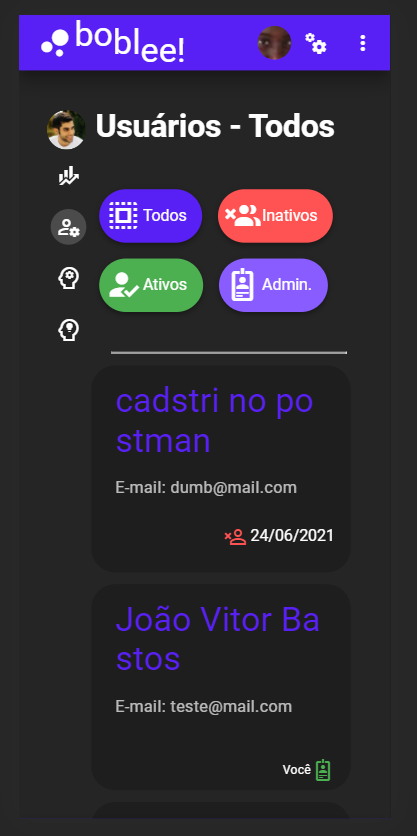 boblee!
Usuários - Todos
Todos
Inativos
Ativos
Admin.
cadstri no po
stman
E-mail: dumb@mail.com
24/06/2021
João Vitor Ba
stos
E-mail: teste@mail.com
Você